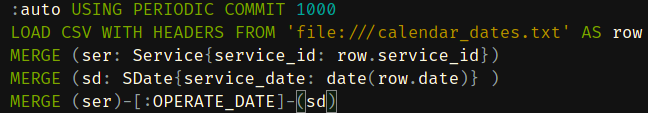 :auto USING PERIODIC COMMIT 1000
LOAD CSV WITH HEADERS FROM 'file:///calendar_dates.txt' AS row
MERGE (ser: Service{service_id: row.service_id})
MERGE (sd: SDate{service_date: date(row.date)} )
MERGE (ser)-[:OPERATE_DATE]-(sd)